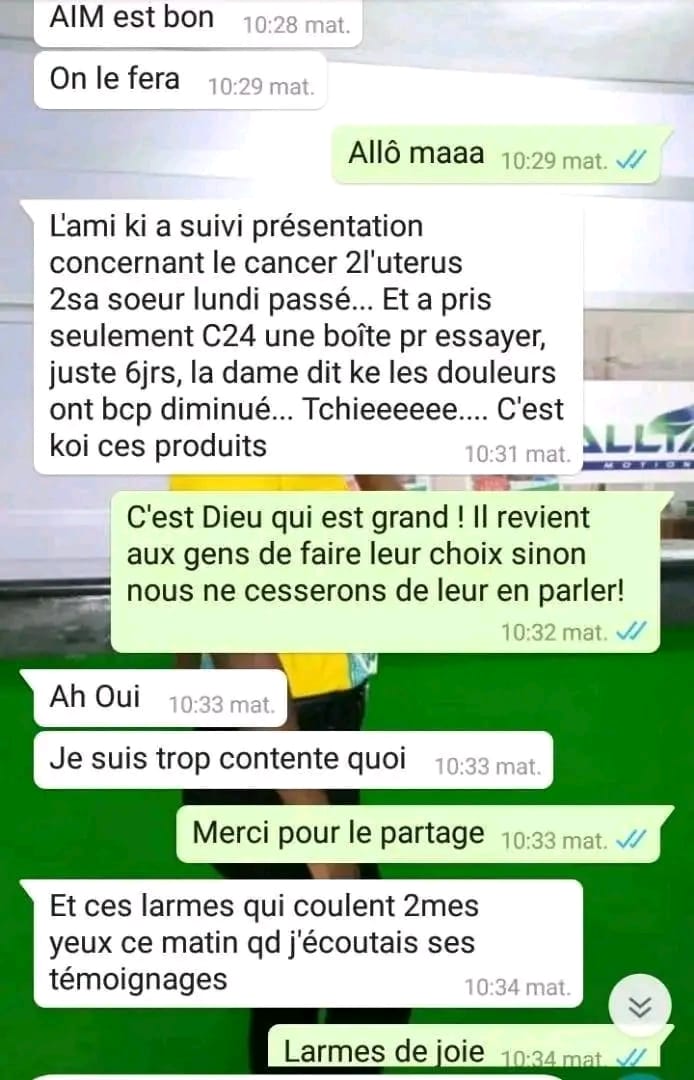 AIM est bon 10:28 mat.
On le fera 10:29 mat.
Allô maaa 10:29 mat.
L'ami ki a suivi présentation
concernant le cancer 2l'uterus
2sa soeur lundi passé... Et a pris
seulement C24 une boîte pr essayer,
juste 6jrs, la dame dit ke les douleurs
ont bcp diminué... Tchieeeeee.... C'est
koi ces produits 10:31 mat.
MOTION
C'est Dieu qui est grand ! Il revient
aux gens de faire leur choix sinon
nous ne cesserons de leur en parler!
10:32 mat.
Ah Oui 10:33 mat.
Je suis trop contente quoi 10:33 mat.
Merci pour le partage 10:33 mat.
Et ces larmes qui coulent 2mes
yeux ce matin qd j'écoutais ses
témoignages 10:34 mat.
Larmes de joie 10:34 mat.